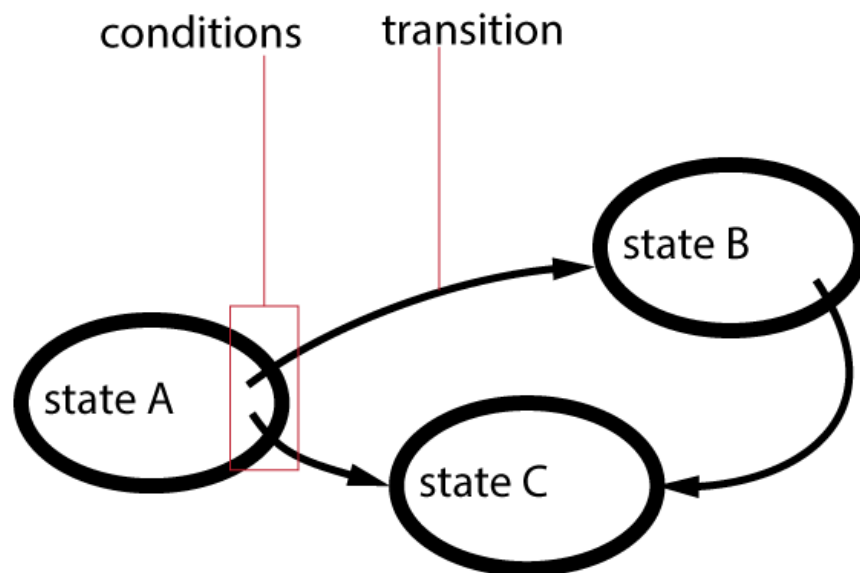 conditions
transition
state B
state A
state C